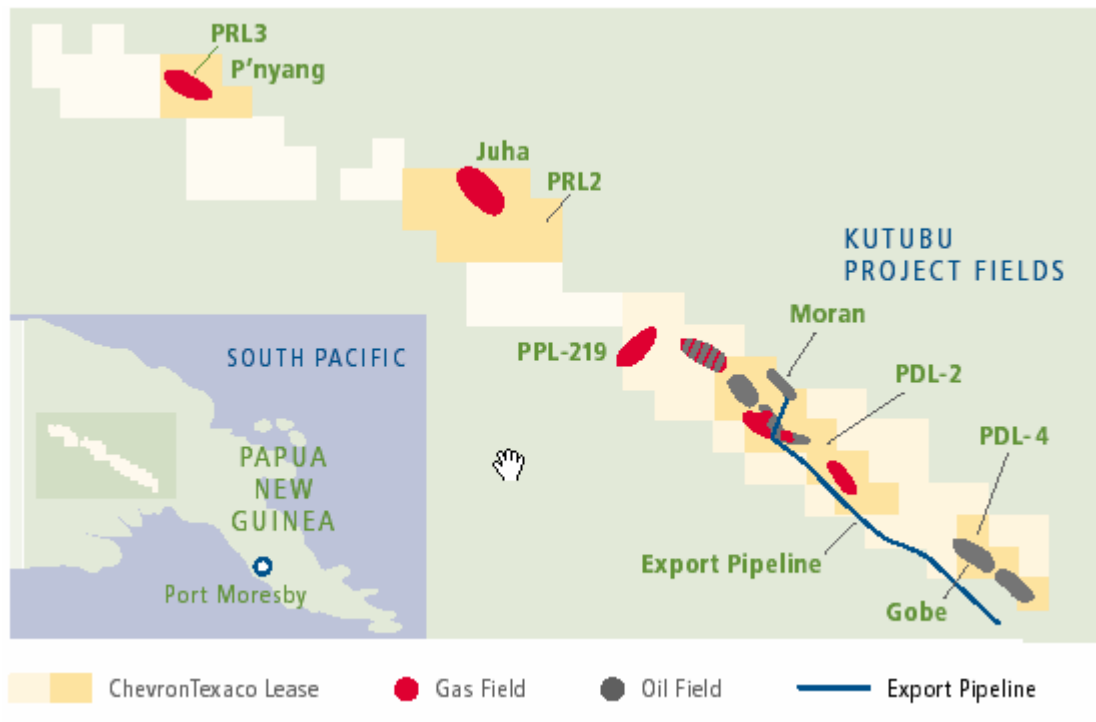 PRL3
P'nyang
Juha
PRL2
KUTUBU
PROJECT FIELDS
Moran
PPL-219
PDL-2
PDL-4
SOUTH PACIFIC
PAPUA
NEW
GUINEA
Port Moresby
Export Pipeline
Gobe
ChevronTexaco Lease
Gas Field
Oil Field
Export Pipeline